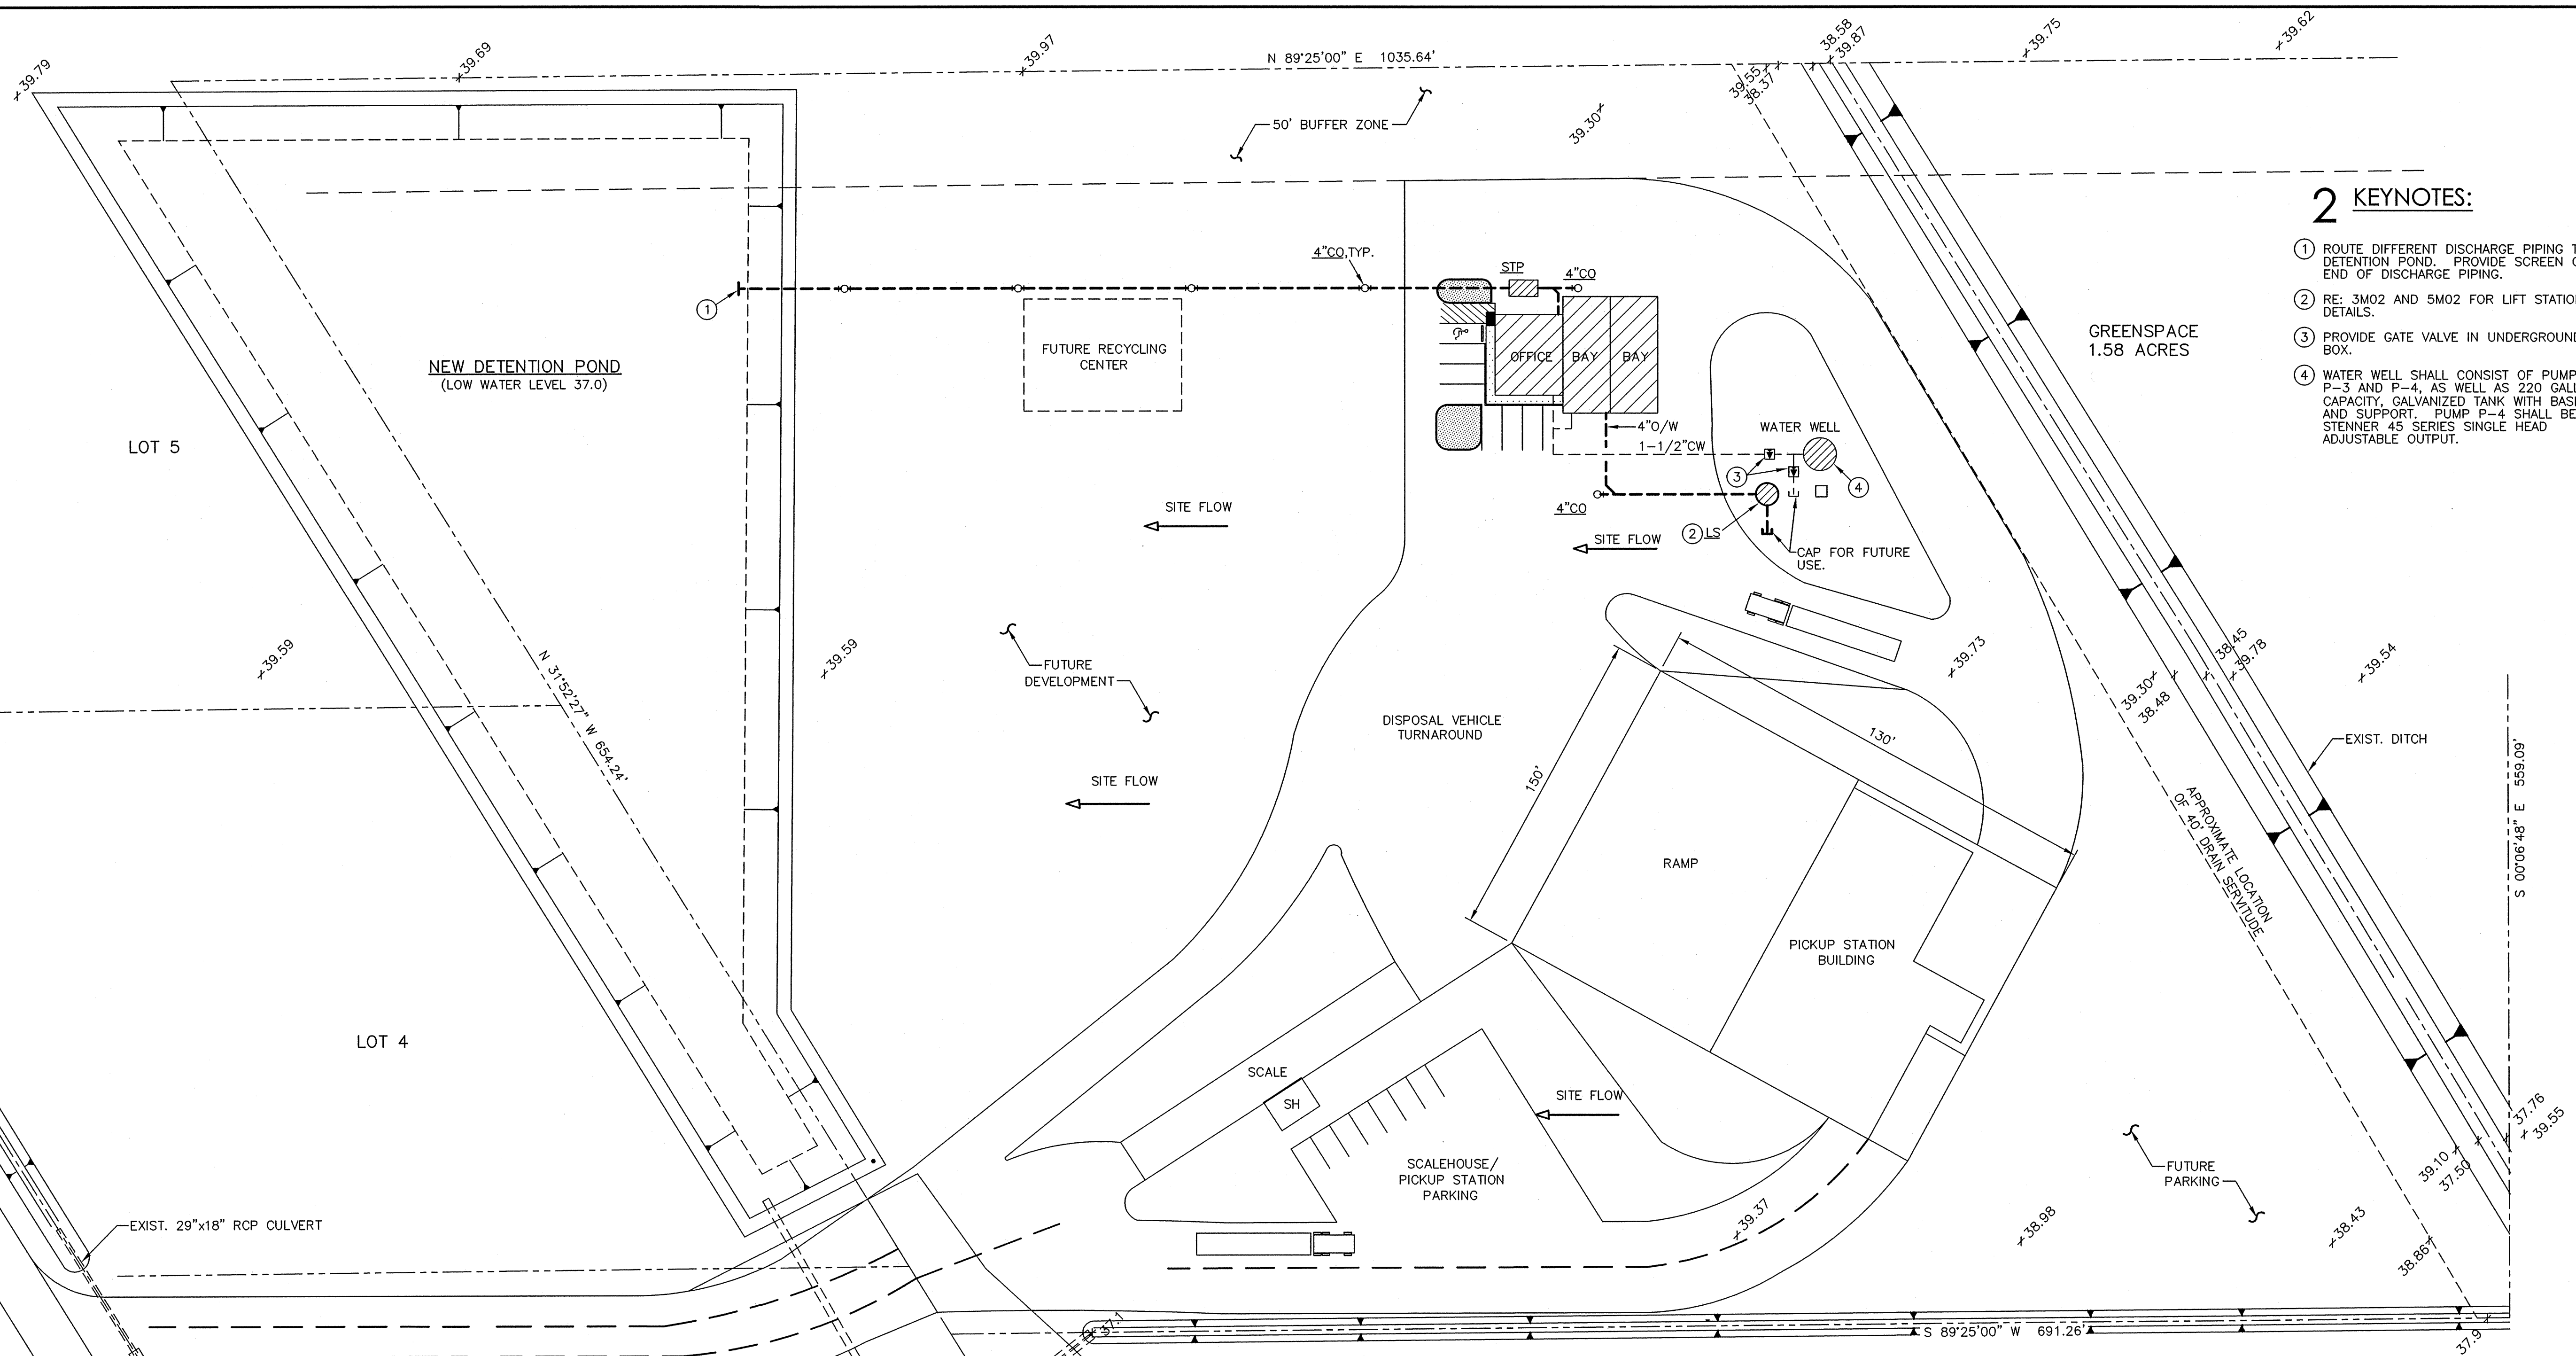 39.79
39.69
39.97
N 89°25'00" E 1035.64'
38.58
39.87
39.75
39.62
39.55
38.37
39.30
50' BUFFER ZONE
2 KEYNOTES:
1 ROUTE DIFFERENT DISCHARGE PIPING
DETENTION POND. PROVIDE SCREEN
END OF DISCHARGE PIPING.
2 RE: 3M02 AND 5M02 FOR LIFT
DETAILS.
3 PROVIDE GATE VALVE IN
BOX.
4 WATER WELL SHALL CONSIST OF
P-3 AND P-4, AS WELL AS 220
CAPACITY, GALVANIZED TANK WITH
AND SUPPORT. PUMP P-4 SHALL BE
STENNER 45 SERIES SINGLE HEAD
ADJUSTABLE OUTPUT.
4"CO,TYP.
STP
4"CO
1
NEW DETENTION POND
(LOW WATER LEVEL 37.0)
FUTURE RECYCLING
CENTER
OFFICE
BAY
BAY
GREENSPACE
1.58 ACRES
LOT 5
4"O/W
1-1/2"CW
WATER WELL
3
4
4"CO
2 LS
SITE FLOW
SITE FLOW
CAP FOR FUTURE
USE.
39.59
N 31°52'27" W 654.24'
39.59
FUTURE
DEVELOPMENT
39.73
38.45
39.78
39.54
39.30
38.48
DISPOSAL VEHICLE
TURNAROUND
130'
150'
EXIST. DITCH
S 00°06'48" E 559.09'
SITE FLOW
APPROXIMATE LOCATION
OF 40' DRAIN SERVITUDE
RAMP
PICKUP STATION
BUILDING
LOT 4
SCALE
SH
SITE FLOW
SCALEHOUSE/
PICKUP STATION
PARKING
FUTURE
PARKING
37.76
39.55
39.10
37.50
EXIST. 29"x18" RCP CULVERT
39.37
38.98
38.43
38.86
37.1
S 89°25'00" W 691.26'
37.9